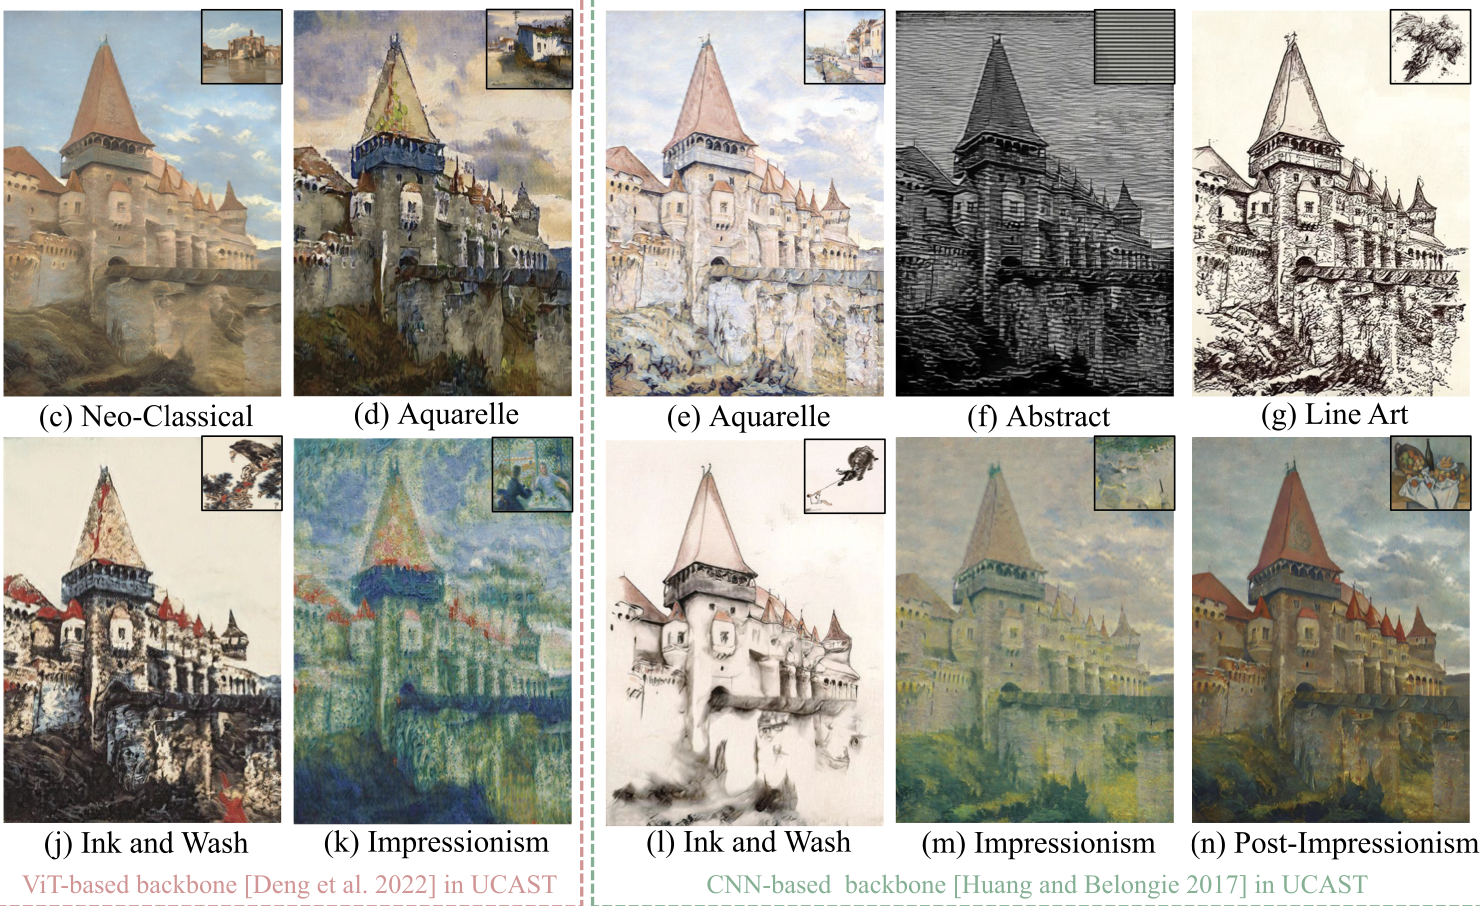 (c) Neo-Classical
(d) Aquarelle
(e) Aquarelle
(f) Abstract
(g) Line Art
(j) Ink and Wash
(k) Impressionism
(l) Ink and Wash
(m) Impressionism
(n) Post-Impressionism
ViT-based backbone [Deng et al. 2022] in UCAST
CNN-based backbone [Huang and Belongie 2017] in UCAST